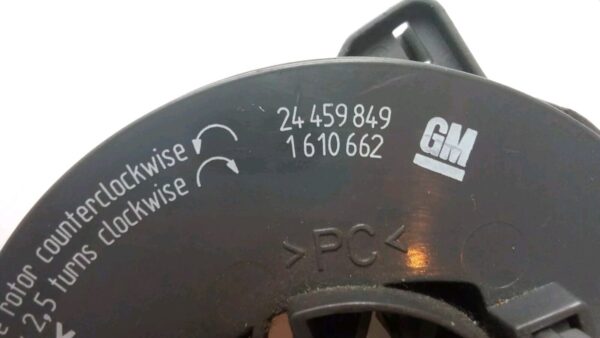 24 459 849
1 610 662
GM
rotor counterclockwise
2,5 turns clockwise
>PC<